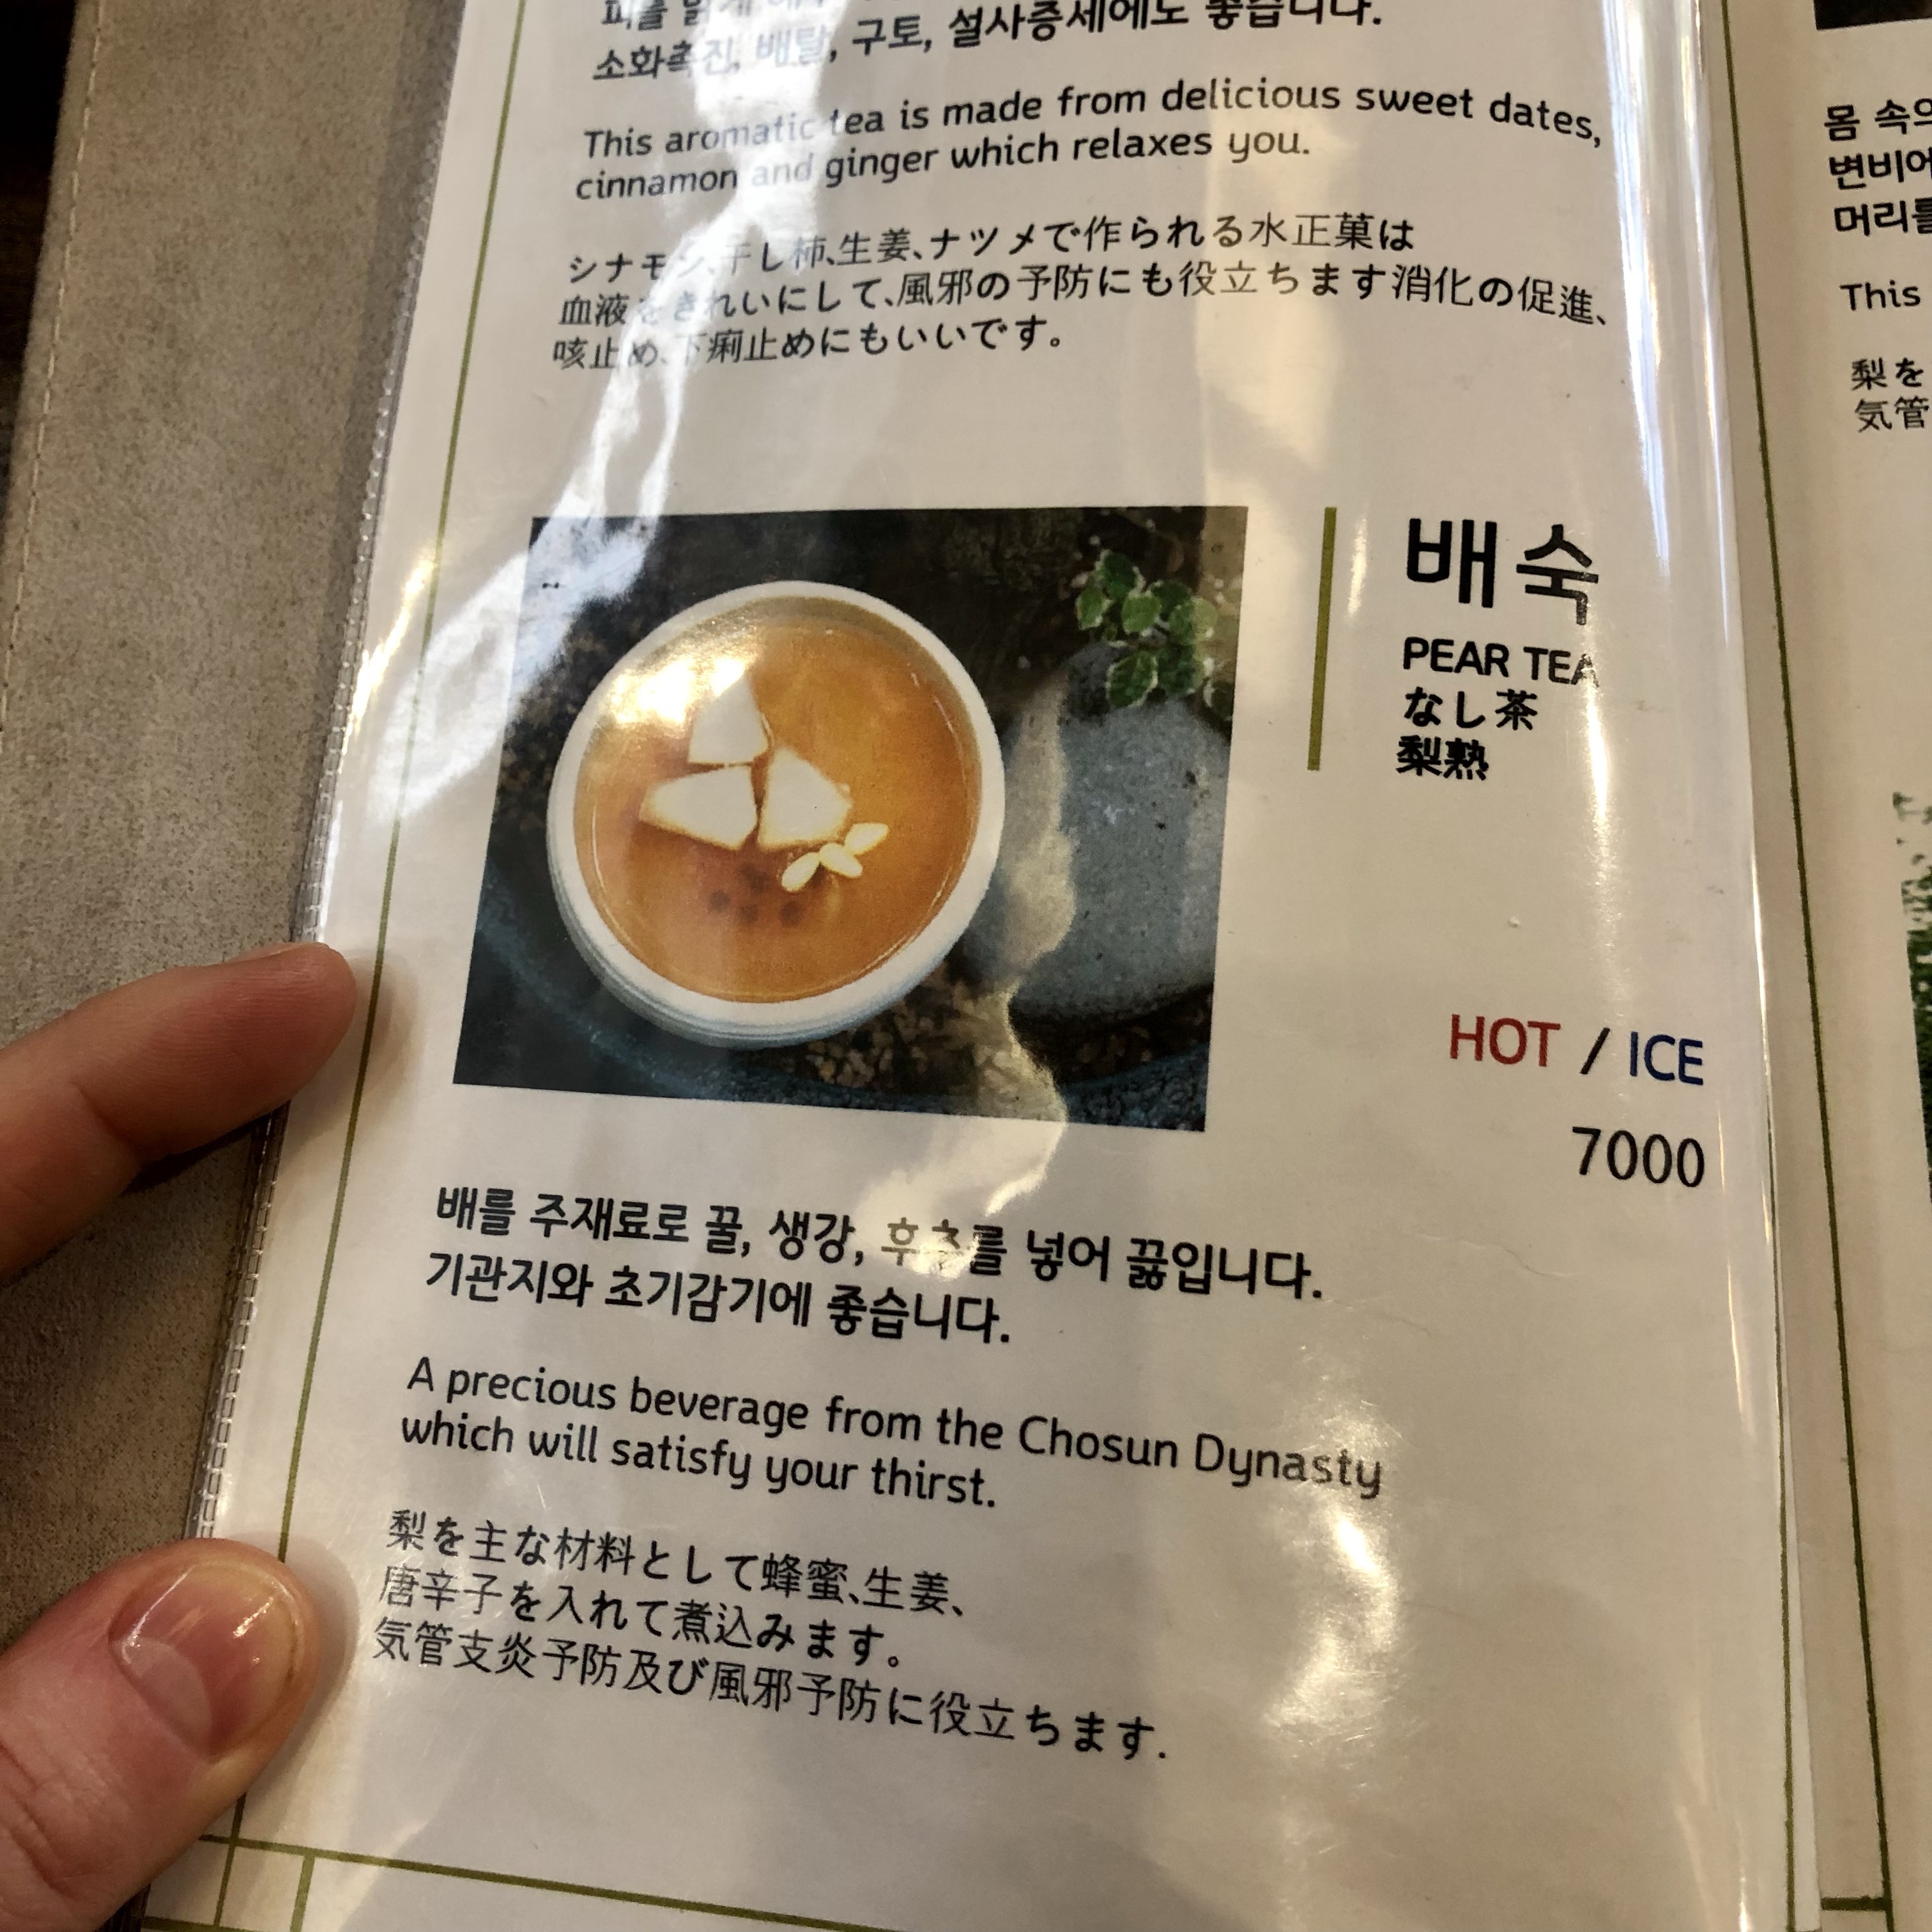 소화촉진, 배탈, 구토, 설사증세에도 좋습니다.
This aromatic tea is made from delicious sweet dates,
cinnamon and ginger which relaxes you.
シナモン、干し柿、生姜、ナツメで作られる水正菓は
血液をきれいにして、風邪の予防にも役立ちます消化の促進、
咳止め、下痢止めにもいいです。
배숙
PEAR TEA
なし茶
梨熟
HOT / ICE
7000
배를 주재료로 꿀, 생강, 후추를 넣어 끓입니다.
기관지와 초기감기에 좋습니다.
A precious beverage from the Chosun Dynasty
which will satisfy your thirst.
梨を主な材料として蜂蜜、生姜、
唐辛子を入れて煮込みます。
気管支炎予防及び風邪予防に役立ちます.
몸 속의
변비에
머리를
This
梨を
気管